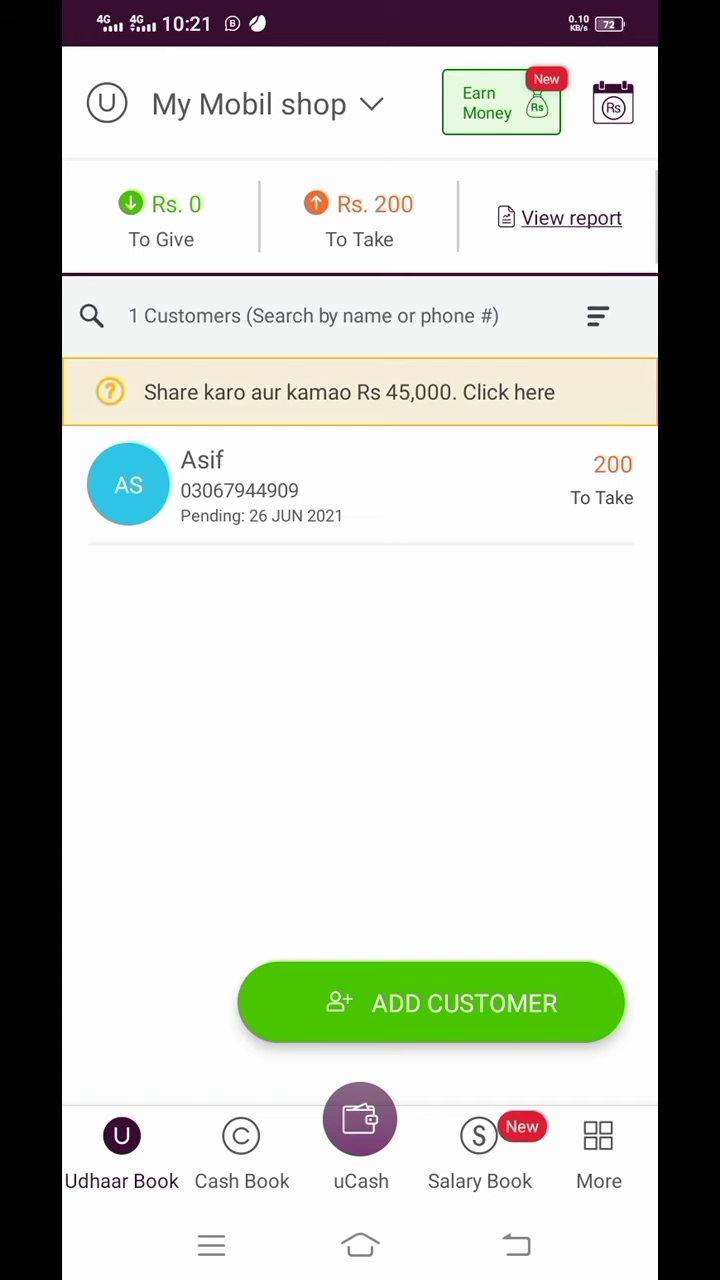 4G 4G 10:21 B 0.10 KB/s 72
U My Mobil shop Earn Money Rs New Rs
Rs. 0 Rs. 200 View report
To Give To Take
1 Customers (Search by name or phone #)
? Share karo aur kamao Rs 45,000. Click here
AS Asif 200
03067944909 To Take
Pending: 26 JUN 2021
ADD CUSTOMER
U C S New
Udhaar Book Cash Book uCash Salary Book More